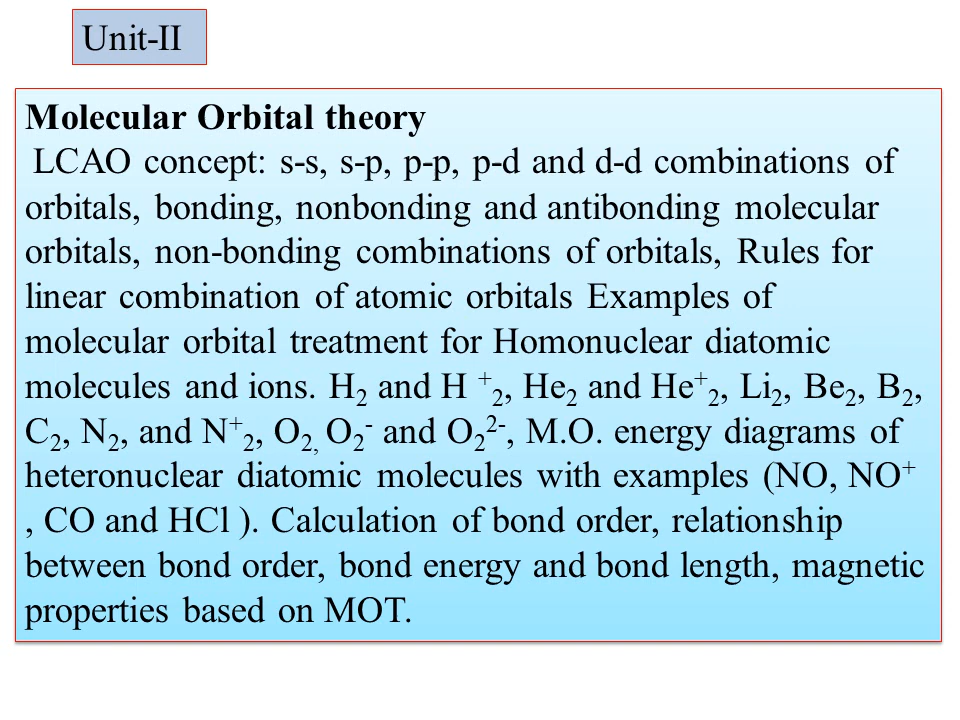 Unit-II
Molecular Orbital theory
LCAO concept: s-s, s-p, p-p, p-d and d-d combinations of
orbitals, bonding, nonbonding and antibonding molecular
orbitals, non-bonding combinations of orbitals, Rules for
linear combination of atomic orbitals Examples of
molecular orbital treatment for Homonuclear diatomic
molecules and ions. H₂ and H ⁺₂, He₂ and He⁺₂, Li₂, Be₂, B₂,
C₂, N₂, and N⁺₂, O₂, O₂⁻ and O₂²⁻, M.O. energy diagrams of
heteronuclear diatomic molecules with examples (NO, NO⁺
, CO and HCl ). Calculation of bond order, relationship
between bond order, bond energy and bond length, magnetic
properties based on MOT.